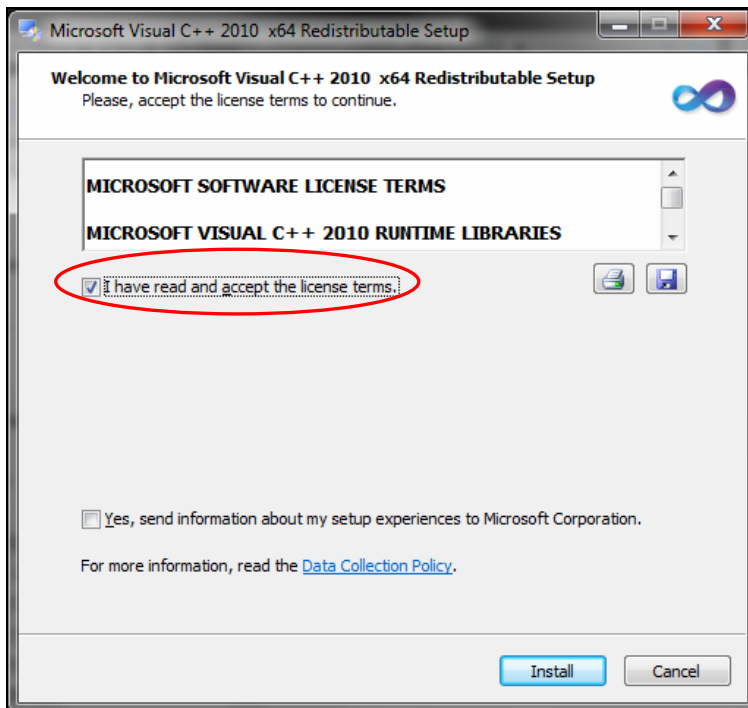 Microsoft Visual C++ 2010  x64 Redistributable Setup
Welcome to Microsoft Visual C++ 2010  x64 Redistributable Setup
Please, accept the license terms to continue.
MICROSOFT SOFTWARE LICENSE TERMS
MICROSOFT VISUAL C++ 2010 RUNTIME LIBRARIES
I have read and accept the license terms.
Yes, send information about my setup experiences to Microsoft Corporation.
For more information, read the Data Collection Policy.
Install
Cancel